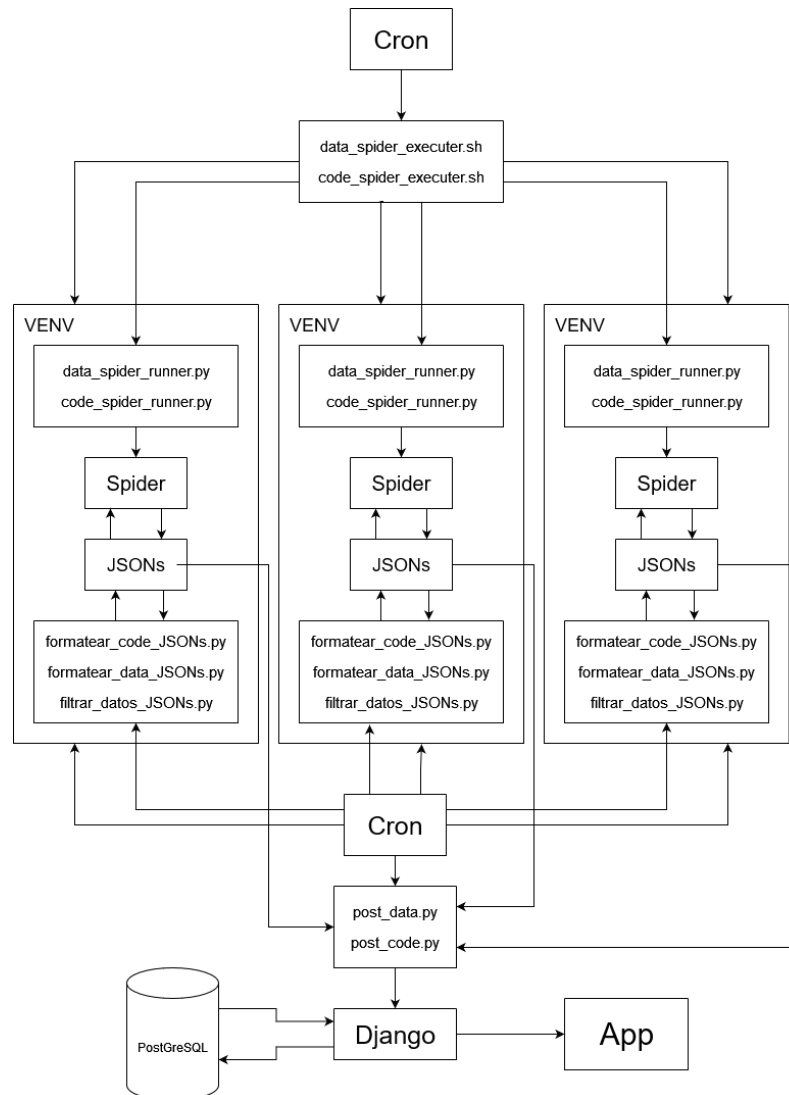 Cron
data_spider_executer.sh
code_spider_executer.sh
VENV
data_spider_runner.py
code_spider_runner.py
Spider
JSONs
formatear_code_JSONs.py
formatear_data_JSONs.py
filtrar_datos_JSONs.py
VENV
data_spider_runner.py
code_spider_runner.py
Spider
JSONs
formatear_code_JSONs.py
formatear_data_JSONs.py
filtrar_datos_JSONs.py
VENV
data_spider_runner.py
code_spider_runner.py
Spider
JSONs
formatear_code_JSONs.py
formatear_data_JSONs.py
filtrar_datos_JSONs.py
Cron
post_data.py
post_code.py
PostGreSQL
Django
App